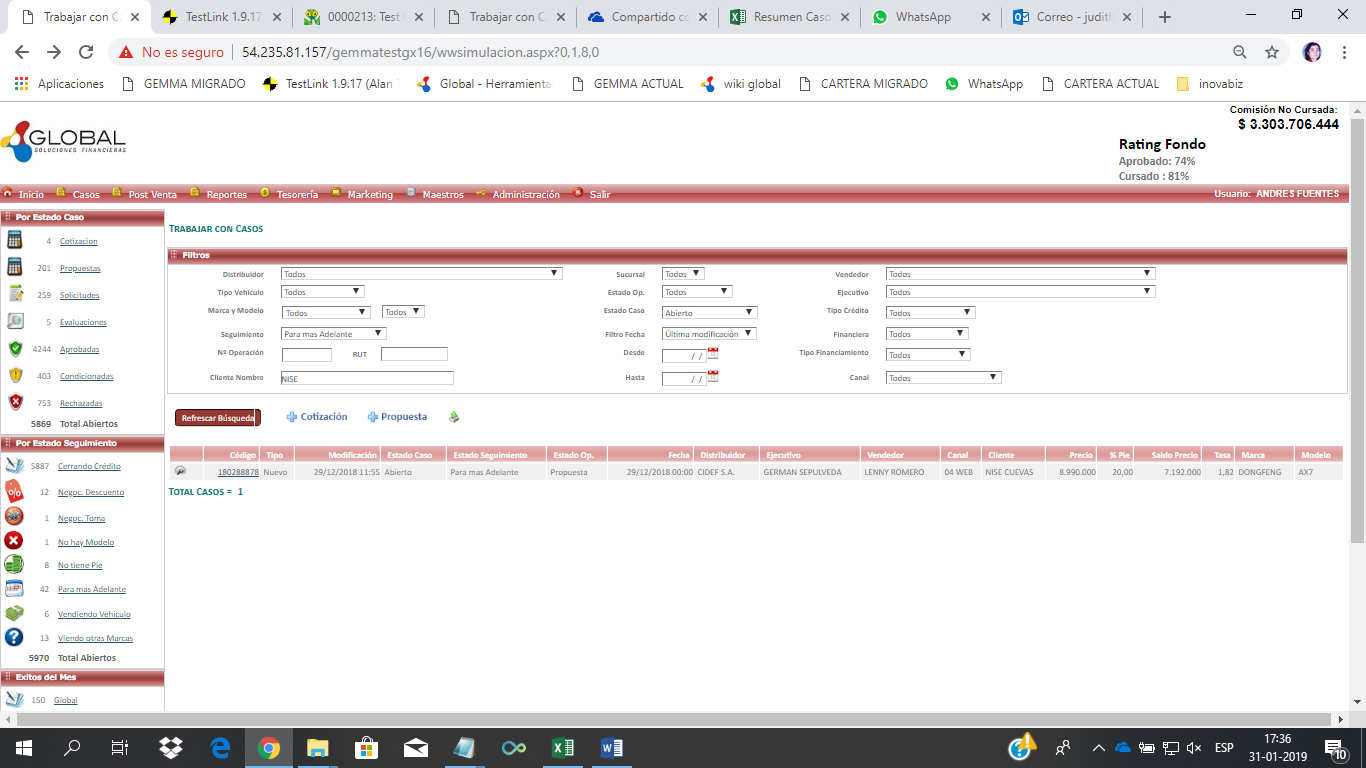 Trabajar con Ca
TestLink 1.9.17
0000213: Test
Trabajar con Ca
Compartido co
Resumen Caso
WhatsApp
Correo - judith
No es seguro 54.235.81.157/gemmatestgx16/wwsimulacion.aspx?0,1,8,0
Aplicaciones GEMMA MIGRADO TestLink 1.9.17 (Alan Global - Herramienta: GEMMA ACTUAL wiki global CARTERA MIGRADO WhatsApp CARTERA ACTUAL inovabiz
Comisión No Cursada:
$ 3.303.706.444
GLOBAL
SOLUCIONES FINANCIERAS
Rating Fondo
Aprobado: 74%
Cursado : 81%
Inicio Casos Post Venta Reportes Tesorería Marketing Maestros Administración Salir Usuario: ANDRES FUENTES
Por Estado Caso
4 Cotizacion
201 Propuestas
259 Solicitudes
5 Evaluaciones
4244 Aprobadas
403 Condicionadas
753 Rechazadas
5869 Total Abiertos
Por Estado Seguimiento
5887 Cerrando Crédito
12 Negoc. Descuento
1 Negoc. Toma
1 No hay Modelo
8 No tiene Pie
42 Para mas Adelante
6 Vendiendo Vehiculo
13 Viendo otras Marcas
5970 Total Abiertos
Exitos del Mes
150 Global
TRABAJAR CON CASOS
Filtros
Distribuidor Todos Sucursal Todos Vendedor Todos
Tipo Vehículo Todos Estado Op. Todos Ejecutivo Todos
Marca y Modelo Todos Todos Estado Caso Abierto Tipo Crédito Todos
Seguimiento Para mas Adelante Filtro Fecha Última modificación Financiera Todos
Nº Operación RUT Desde / / Tipo Financiamiento Todos
Cliente Nombre NISE Hasta / / Canal Todos
Refrescar Búsqueda Cotización Propuesta
Código Tipo Modificación Estado Caso Estado Seguimiento Estado Op. Fecha Distribuidor Ejecutivo Vendedor Canal Cliente Precio % Pie Saldo Precio Tasa Marca Modelo
180288878 Nuevo 29/12/2018 11:55 Abierto Para mas Adelante Propuesta 29/12/2018 00:00 CIDEF S.A. GERMAN SEPULVEDA LENNY ROMERO 04 WEB NISE CUEVAS 8.990.000 20,00 7.192.000 1,82 DONGFENG AX7
TOTAL CASOS = 1
ESP
17:36
31-01-2019
10